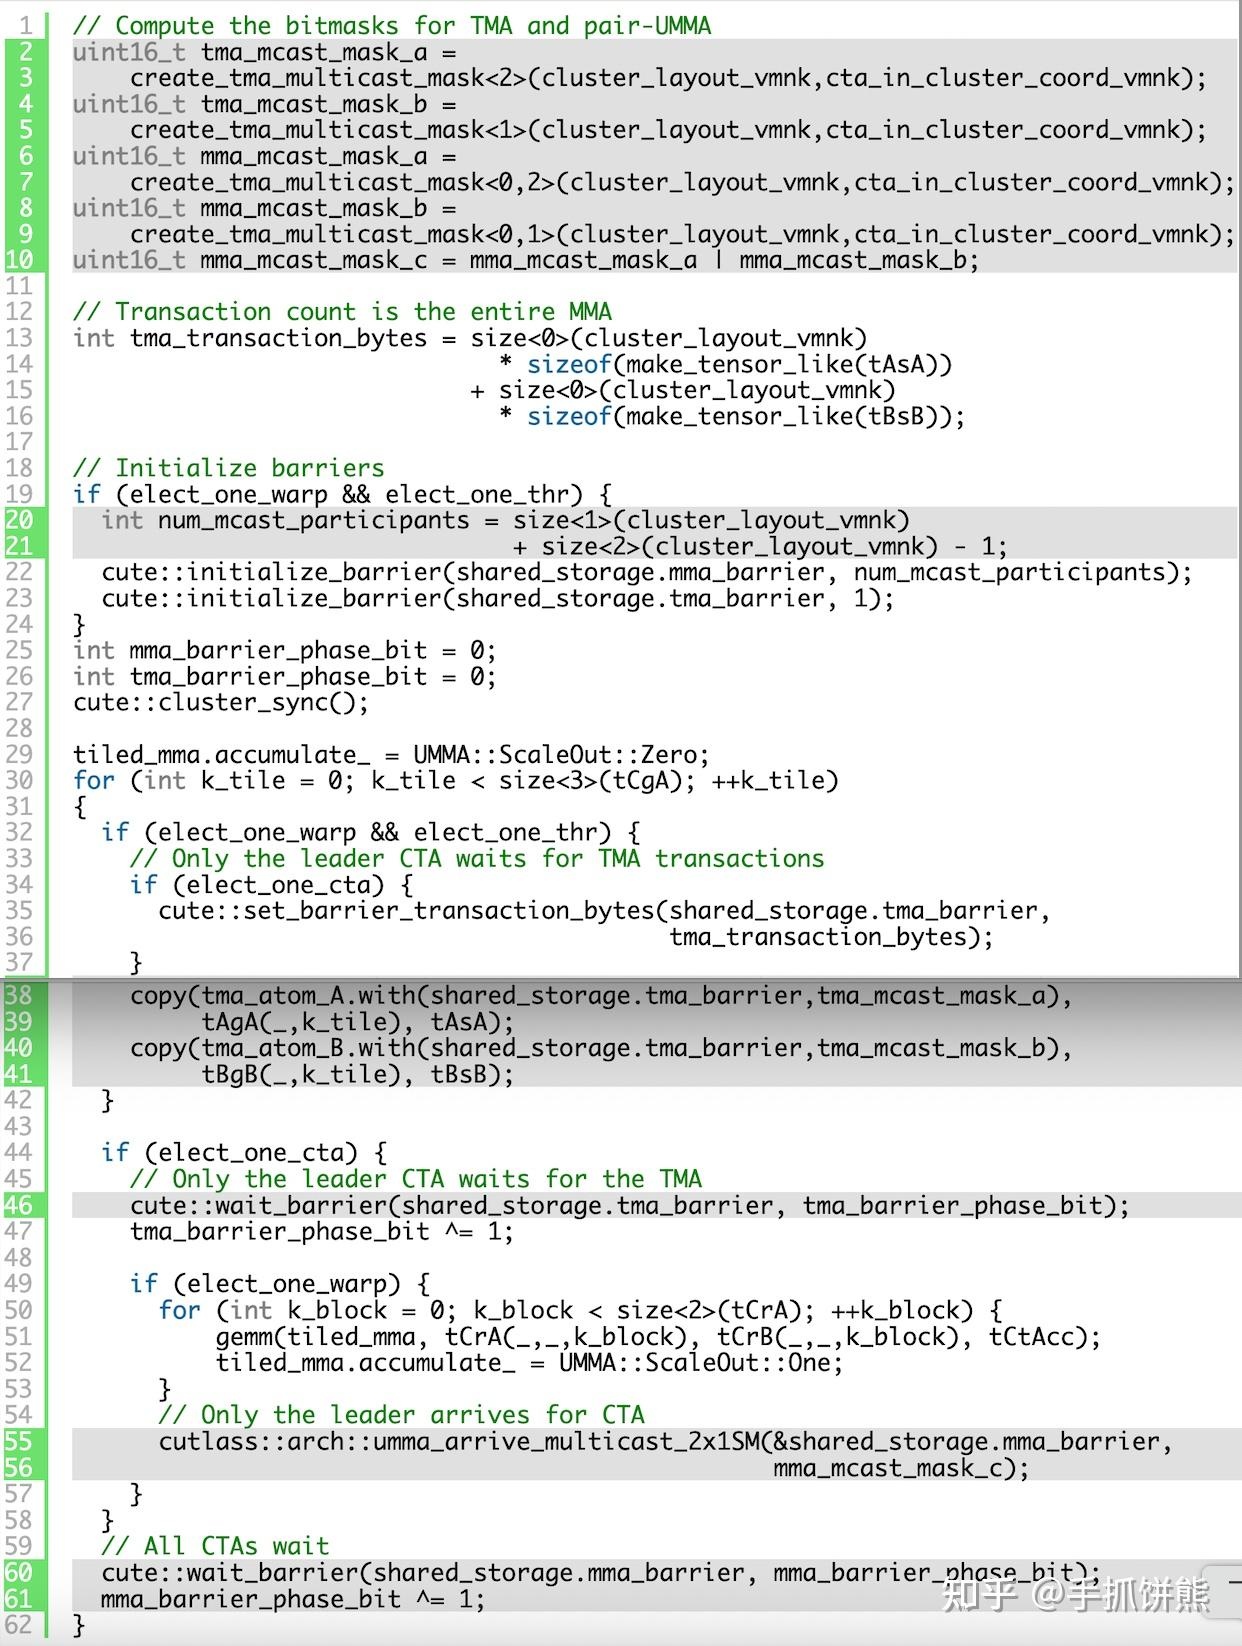 1 // Compute the bitmasks for TMA and pair-UMMA
2 uint16_t tma_mcast_mask_a =
3     create_tma_multicast_mask<2>(cluster_layout_vmnk,cta_in_cluster_coord_vmnk);
4 uint16_t tma_mcast_mask_b =
5     create_tma_multicast_mask<1>(cluster_layout_vmnk,cta_in_cluster_coord_vmnk);
6 uint16_t mma_mcast_mask_a =
7     create_tma_multicast_mask<0,2>(cluster_layout_vmnk,cta_in_cluster_coord_vmnk);
8 uint16_t mma_mcast_mask_b =
9     create_tma_multicast_mask<0,1>(cluster_layout_vmnk,cta_in_cluster_coord_vmnk);
10 uint16_t mma_mcast_mask_c = mma_mcast_mask_a | mma_mcast_mask_b;
11
12 // Transaction count is the entire MMA
13 int tma_transaction_bytes = size<0>(cluster_layout_vmnk)
14                               * sizeof(make_tensor_like(tAsA))
15                             + size<0>(cluster_layout_vmnk)
16                               * sizeof(make_tensor_like(tBsB));
17
18 // Initialize barriers
19 if (elect_one_warp && elect_one_thr) {
20   int num_mcast_participants = size<1>(cluster_layout_vmnk)
21                                + size<2>(cluster_layout_vmnk) - 1;
22   cute::initialize_barrier(shared_storage.mma_barrier, num_mcast_participants);
23   cute::initialize_barrier(shared_storage.tma_barrier, 1);
24 }
25 int mma_barrier_phase_bit = 0;
26 int tma_barrier_phase_bit = 0;
27 cute::cluster_sync();
28
29 tiled_mma.accumulate_ = UMMA::ScaleOut::Zero;
30 for (int k_tile = 0; k_tile < size<3>(tCgA); ++k_tile)
31 {
32   if (elect_one_warp && elect_one_thr) {
33     // Only the leader CTA waits for TMA transactions
34     if (elect_one_cta) {
35       cute::set_barrier_transaction_bytes(shared_storage.tma_barrier,
36                                           tma_transaction_bytes);
37     }
38     copy(tma_atom_A.with(shared_storage.tma_barrier,tma_mcast_mask_a),
39          tAgA(_,k_tile), tAsA);
40     copy(tma_atom_B.with(shared_storage.tma_barrier,tma_mcast_mask_b),
41          tBgB(_,k_tile), tBsB);
42   }
43
44   if (elect_one_cta) {
45     // Only the leader CTA waits for the TMA
46     cute::wait_barrier(shared_storage.tma_barrier, tma_barrier_phase_bit);
47     tma_barrier_phase_bit ^= 1;
48
49     if (elect_one_warp) {
50       for (int k_block = 0; k_block < size<2>(tCrA); ++k_block) {
51           gemm(tiled_mma, tCrA(_,_,k_block), tCrB(_,_,k_block), tCtAcc);
52           tiled_mma.accumulate_ = UMMA::ScaleOut::One;
53       }
54       // Only the leader arrives for CTA
55       cutlass::arch::umma_arrive_multicast_2x1SM(&shared_storage.mma_barrier,
56                                                  mma_mcast_mask_c);
57     }
58   }
59   // All CTAs wait
60   cute::wait_barrier(shared_storage.mma_barrier, mma_barrier_phase_bit);
61   mma_barrier_phase_bit ^= 1;
62 }
知乎 @手抓饼熊